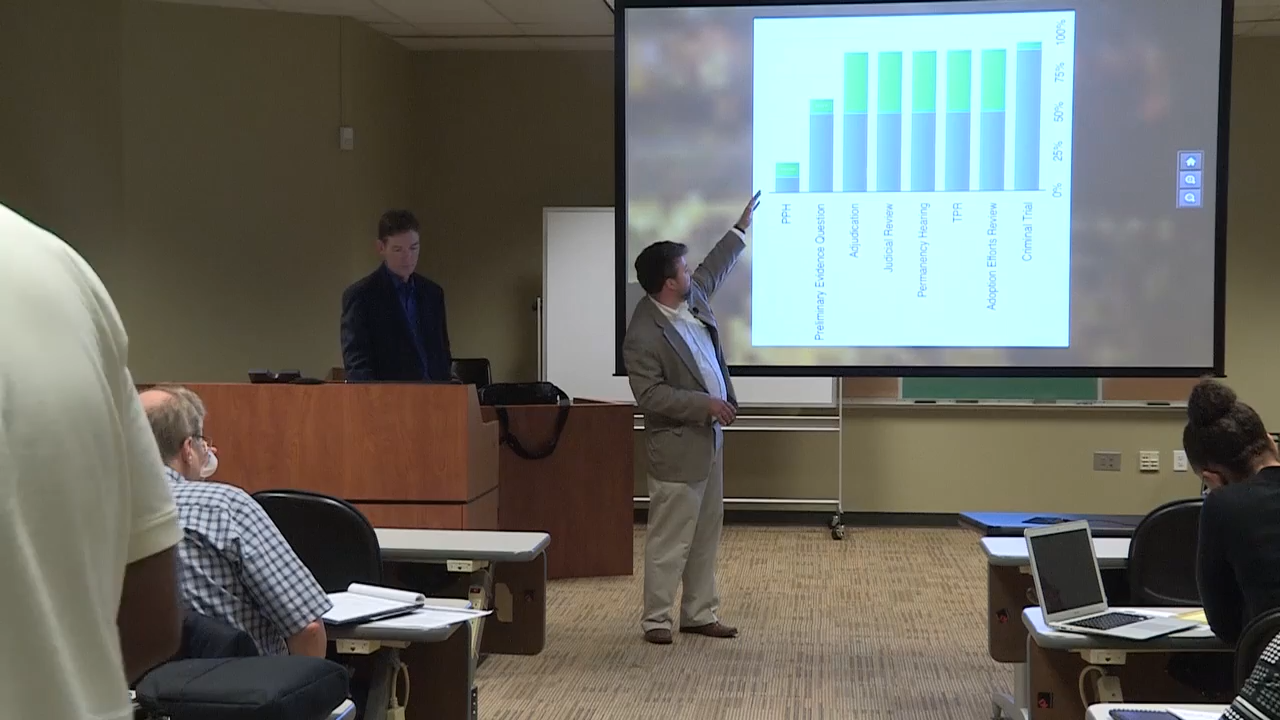 PPH
Preliminary Evidence Question
Adjudication
Judicial Review
Permanency Hearing
TPR
Adoption Efforts Review
Criminal Trial
0%
25%
50%
75%
100%